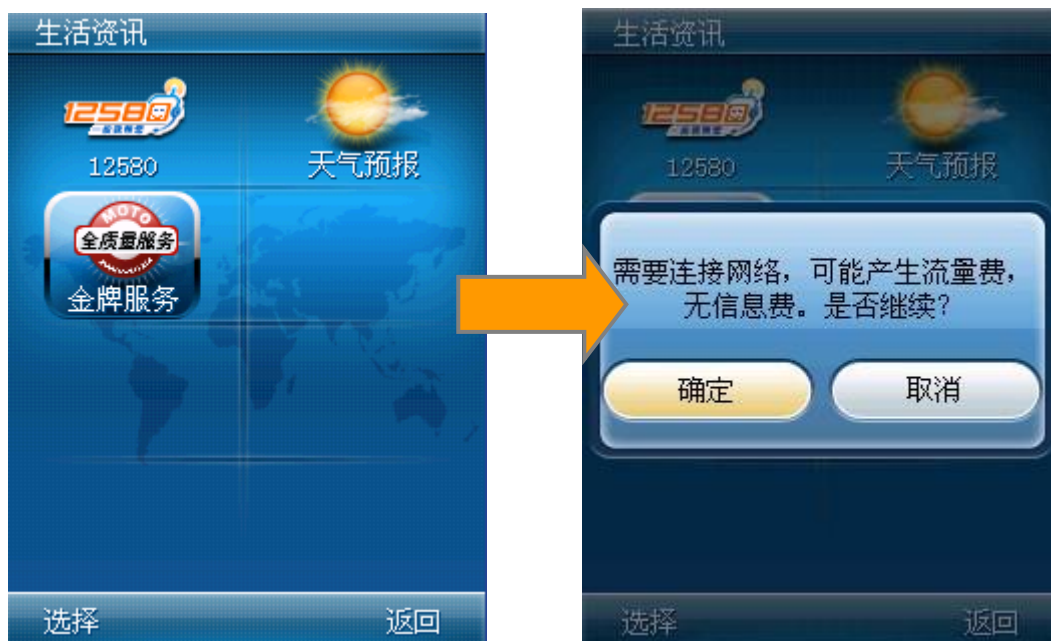 生活资讯
12580
12580
天气预报
MOTO
全质量服务
金牌服务
选择
返回
生活资讯
12580
12580
天气预报
需要连接网络，可能产生流量费，
无信息费。是否继续？
确定
取消
选择
返回